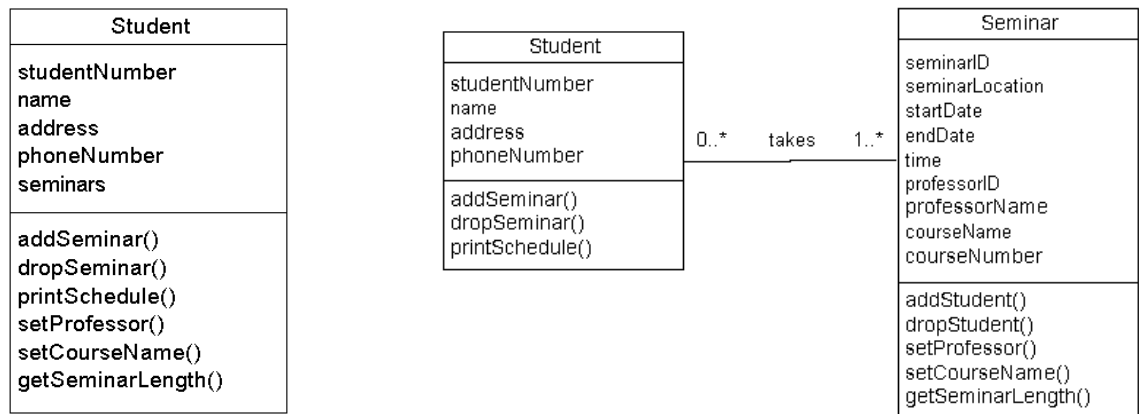 Student
studentNumber
name
address
phoneNumber
seminars
addSeminar()
dropSeminar()
printSchedule()
setProfessor()
setCourseName()
getSeminarLength()
Student
studentNumber
name
address
phoneNumber
addSeminar()
dropSeminar()
printSchedule()
0..* takes 1..*
Seminar
seminarID
seminarLocation
startDate
endDate
time
professorID
professorName
courseName
courseNumber
addStudent()
dropStudent()
setProfessor()
setCourseName()
getSeminarLength()